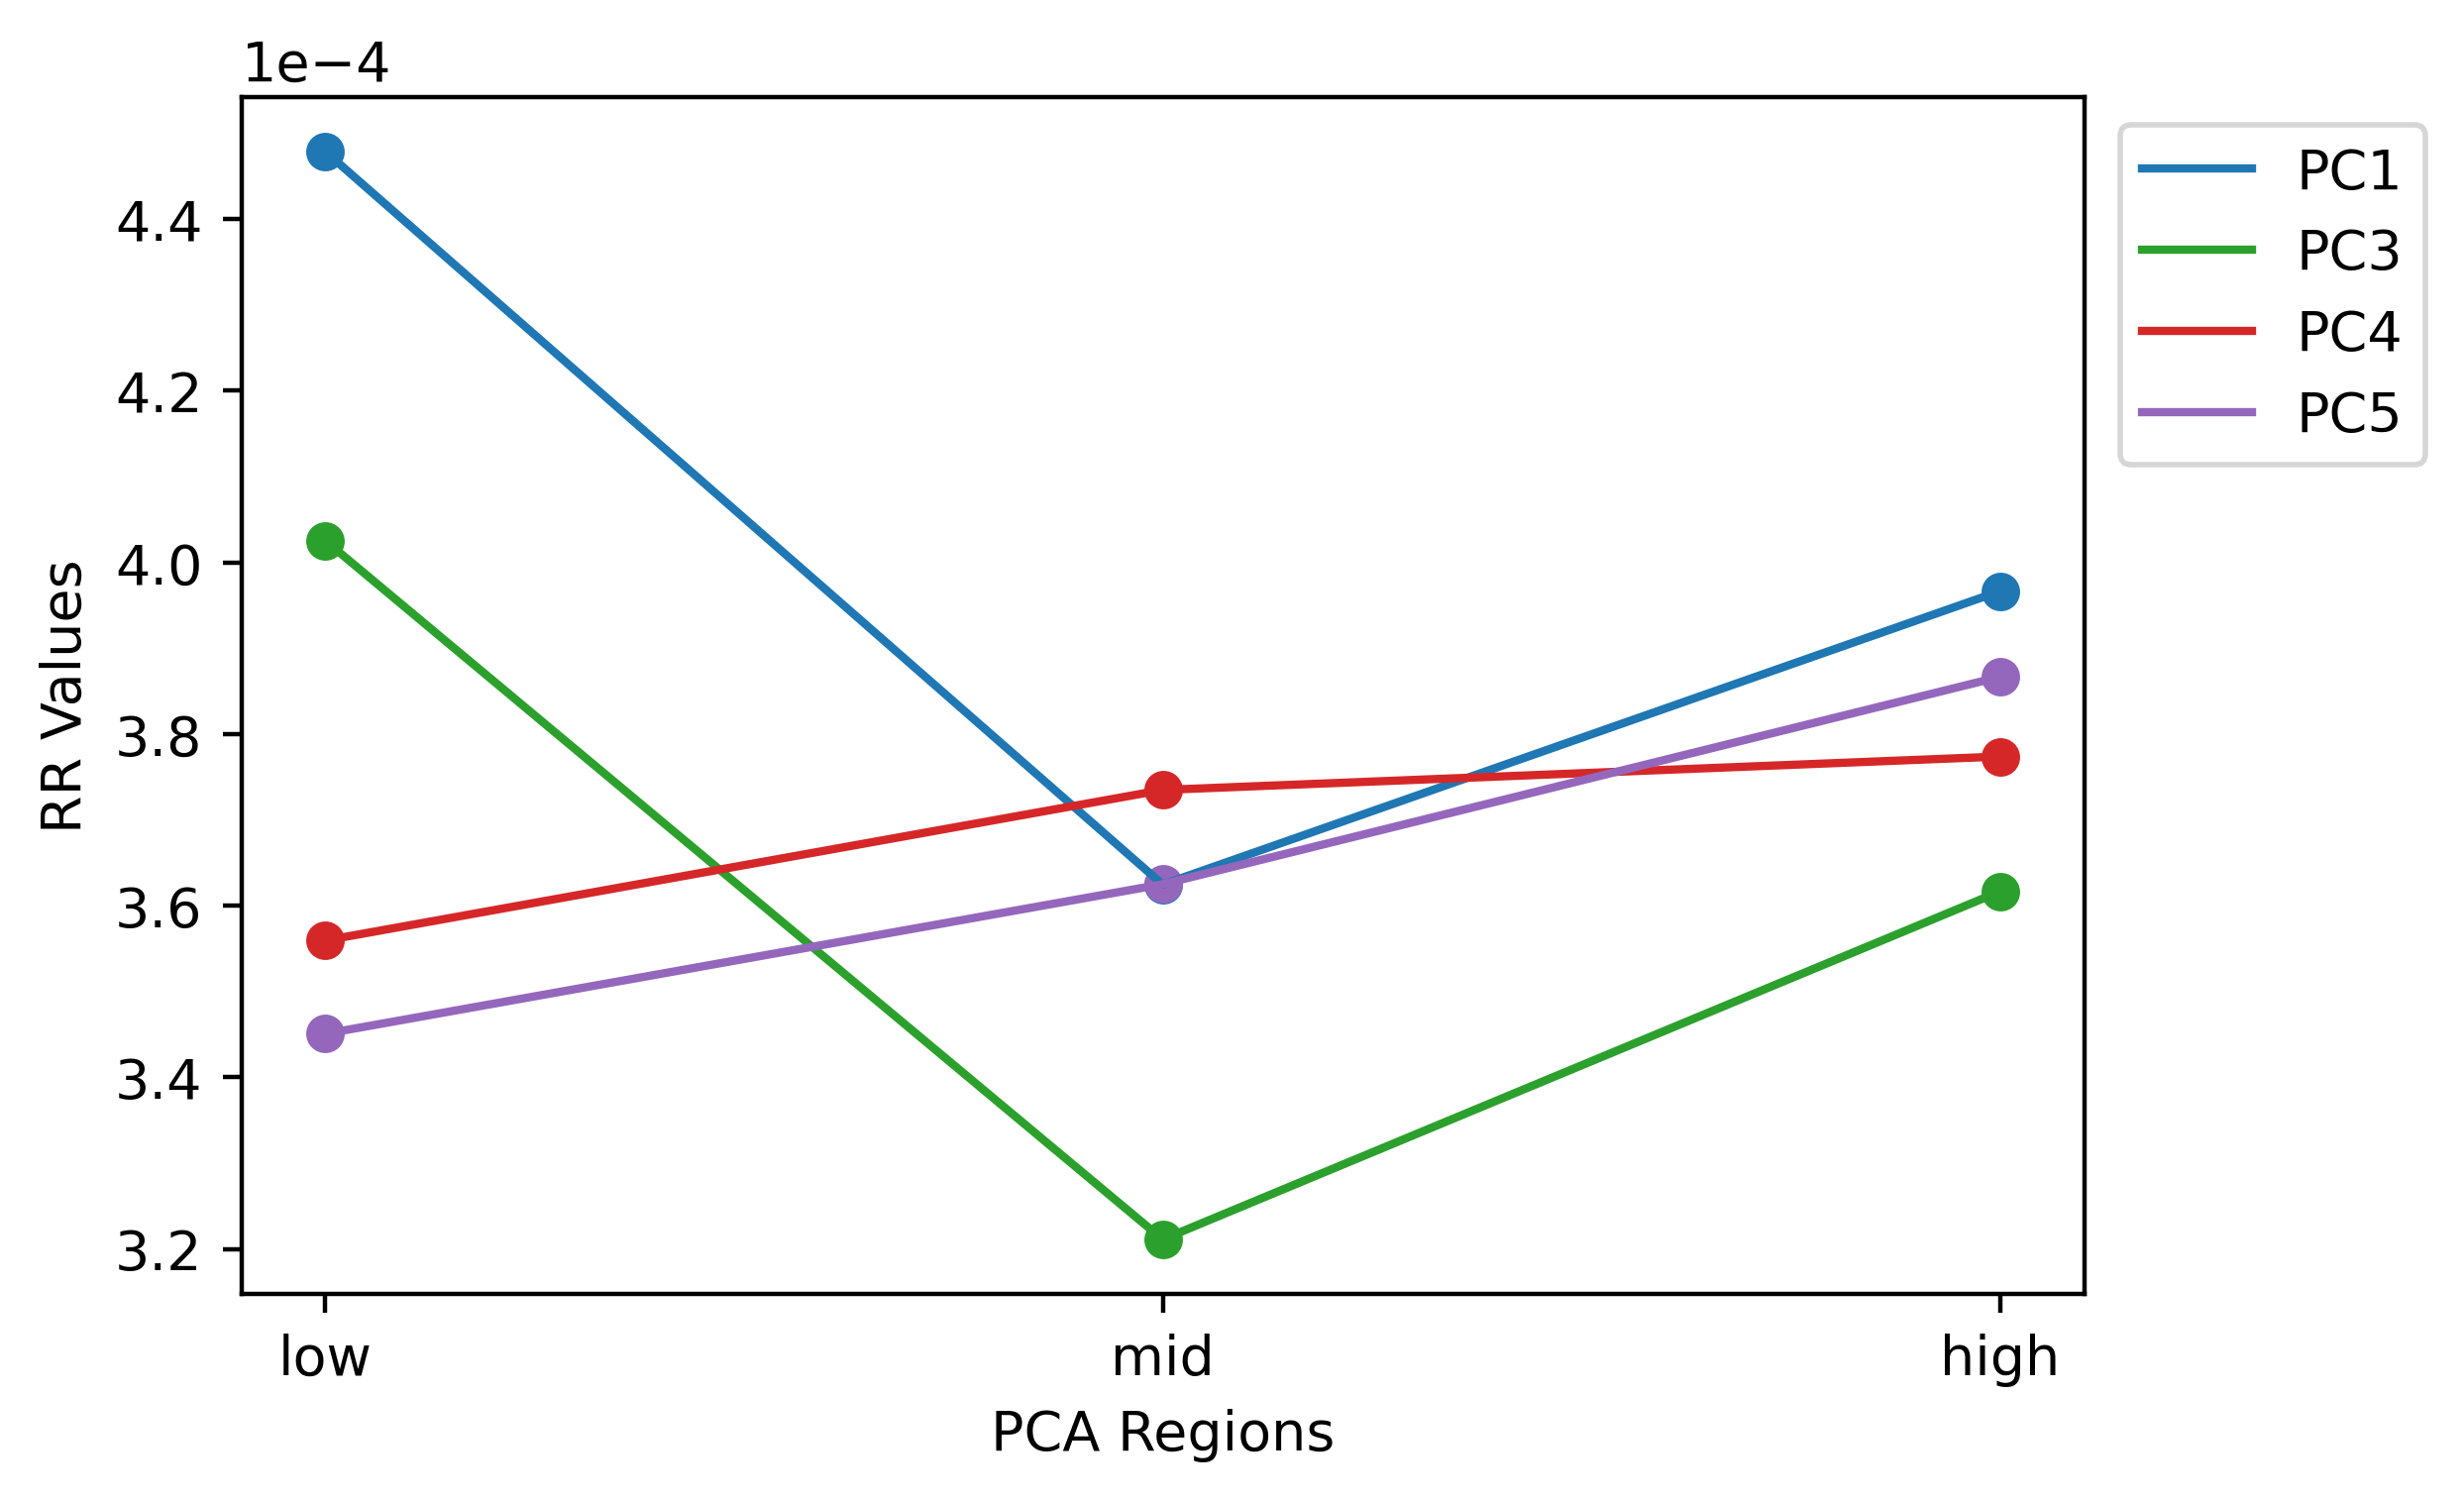 1e−4
4.4
4.2
4.0
3.8
3.6
3.4
3.2
RR Values
low
mid
high
PCA Regions
PC1
PC3
PC4
PC5